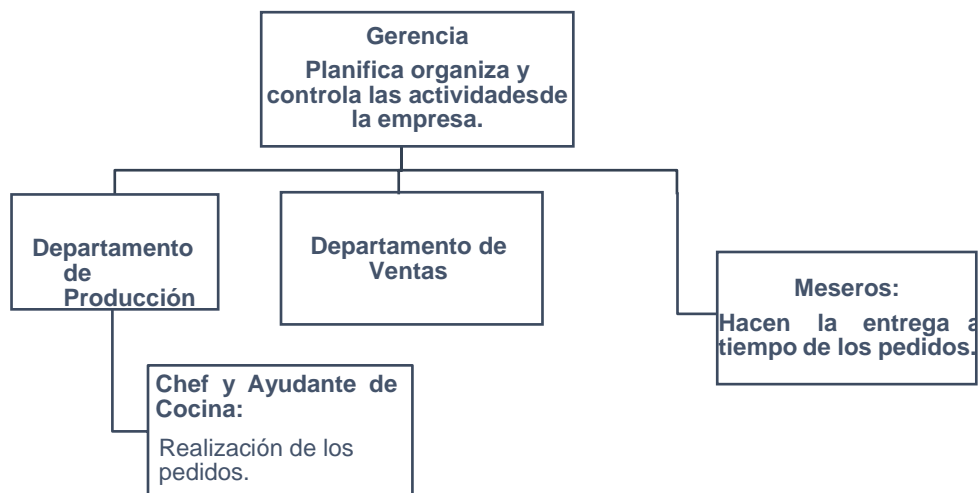 Gerencia
Planifica organiza y
controla las actividadesde
la empresa.
Departamento
de
Producción
Departamento de
Ventas
Meseros:
Hacen la entrega a
tiempo de los pedidos.
Chef y Ayudante de
Cocina:
Realización de los
pedidos.